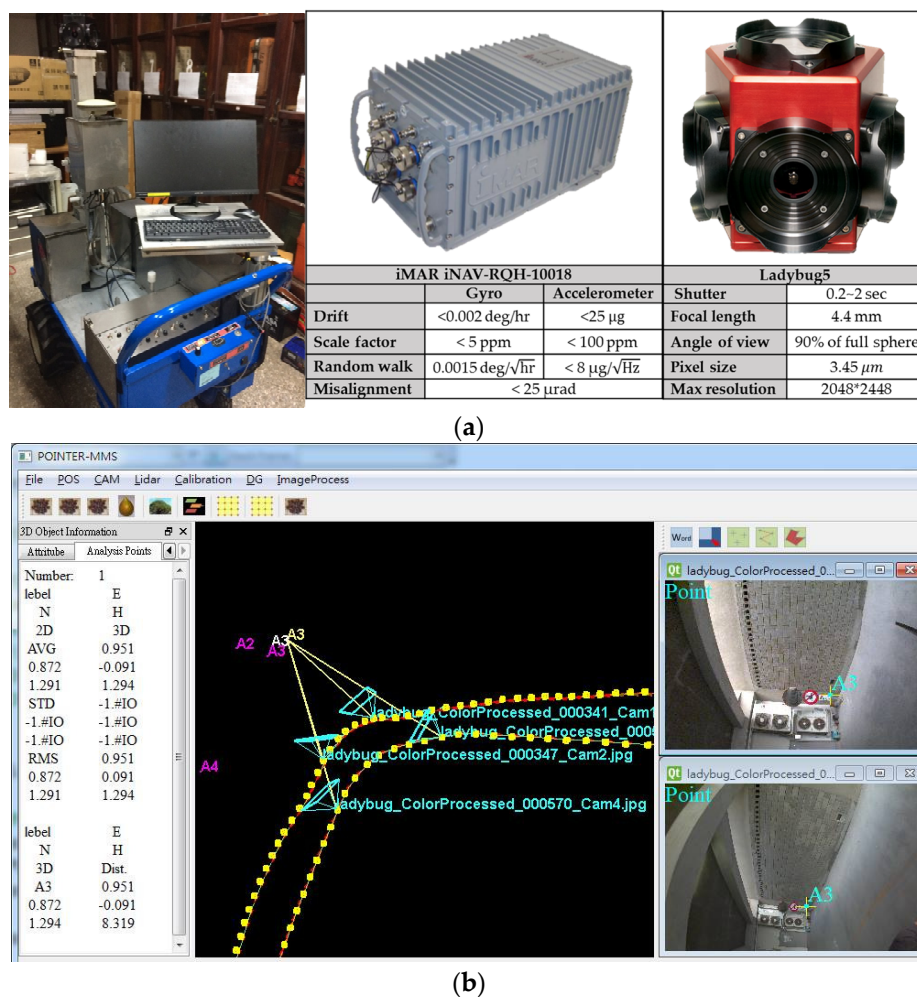 iMAR
iMAR iNAV-RQH-10018
Gyro Accelerometer
Drift <0.002 deg/hr <25 μg
Scale factor < 5 ppm < 100 ppm
Random walk 0.0015 deg/√hr < 8 μg/√Hz
Misalignment < 25 μrad
Ladybug5
Shutter 0.2~2 sec
Focal length 4.4 mm
Angle of view 90% of full sphere
Pixel size 3.45 μm
Max resolution 2048*2448
(a)
POINTER-MMS
File POS CAM Lidar Calibration DG ImageProcess
3D Object Information
Attritube Analysis Points
Number: 1
lebel E
N H
2D 3D
AVG 0.951
0.872 -0.091
1.291 1.294
STD -1.#IO
-1.#IO -1.#IO
-1.#IO -1.#IO
RMS 0.951
0.872 0.091
1.291 1.294
lebel E
N H
3D Dist.
A3 0.951
0.872 -0.091
1.294 8.319
A2
A3
A3
A3
A4
ladybug_ColorProcessed_000341_Cam1
ladybug_ColorProcessed_000
ladybug_ColorProcessed_000347_Cam2.jpg
ladybug_ColorProcessed_000570_Cam4.jpg
Word
Qt ladybug_ColorProcessed_0...
Point
A3
Qt ladybug_ColorProcessed_0...
Point
A3
(b)